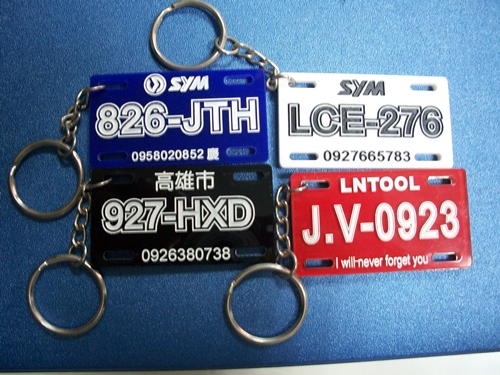 SYM
826-JTH
0958020852 慶
SYM
LCE-276
0927665783
高雄市
927-HXD
0926380738
LNTOOL
J.V-0923
I will never forget you